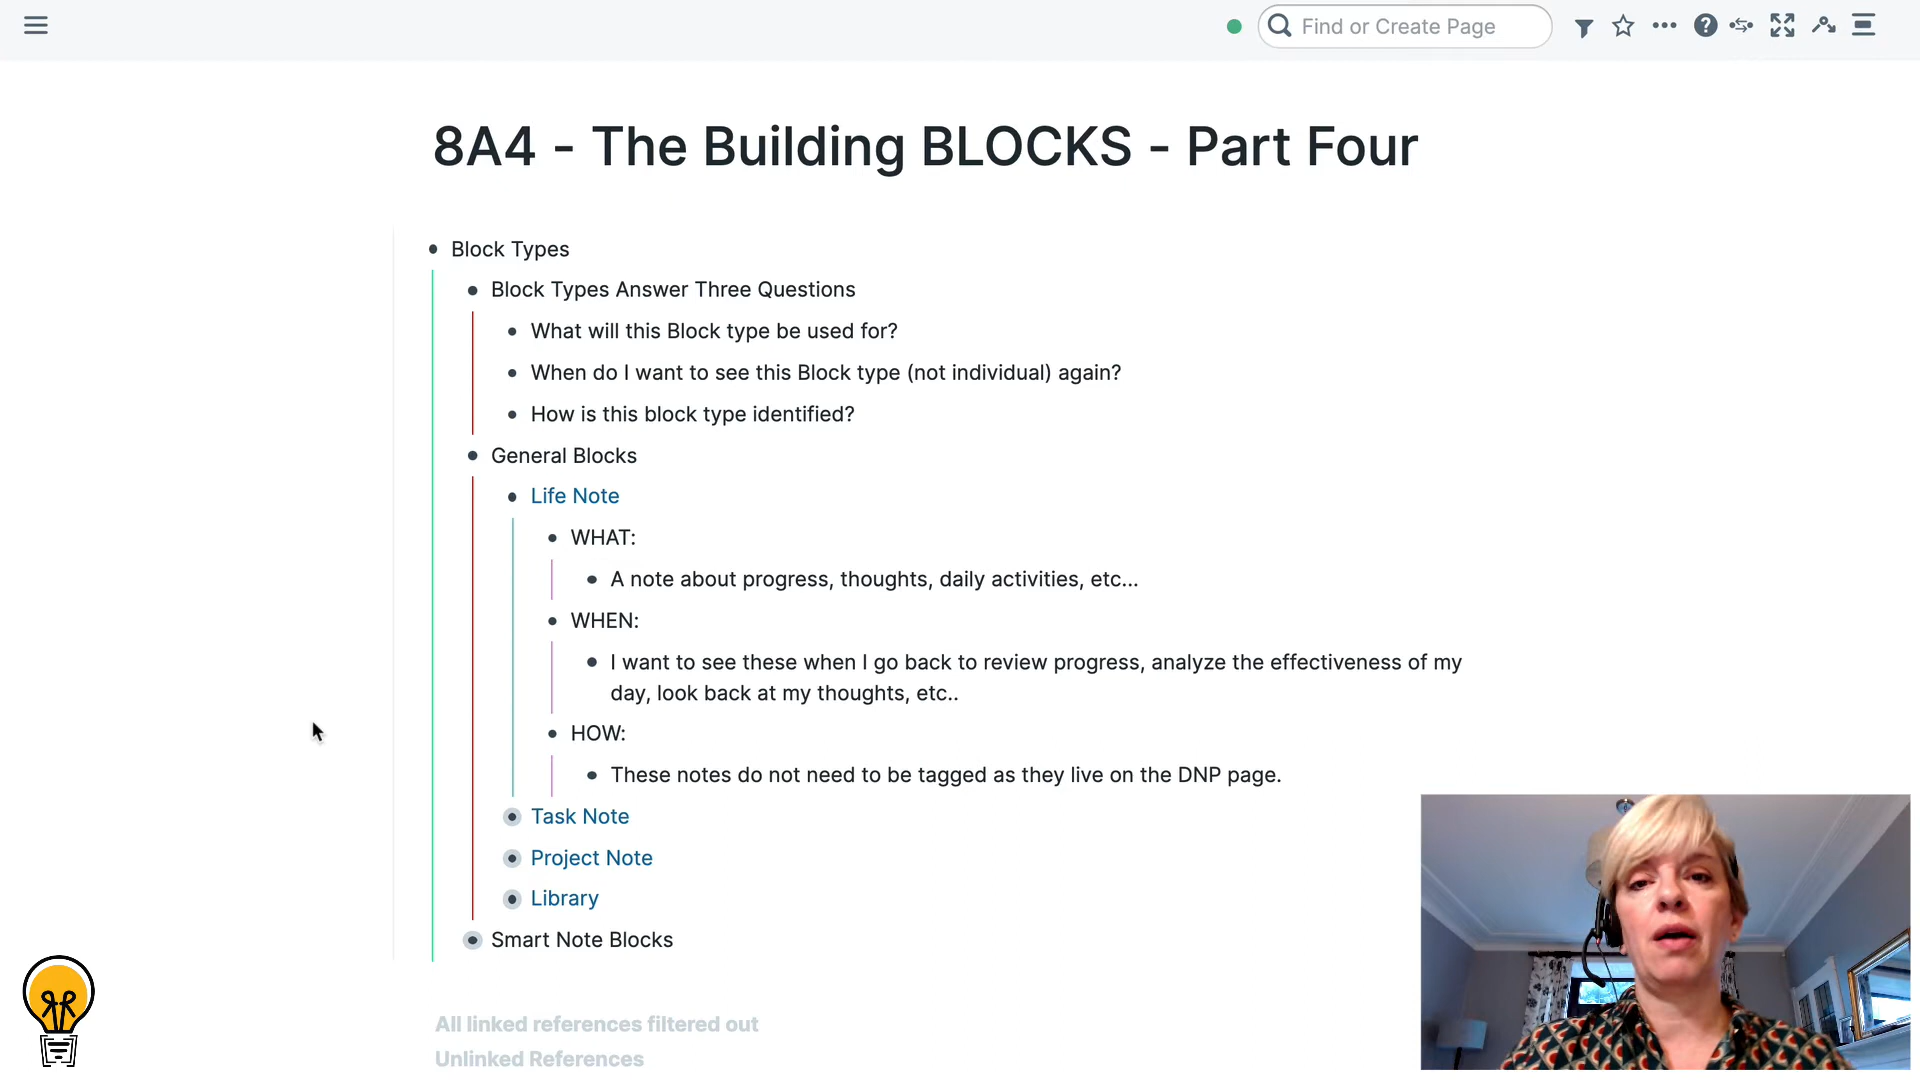 Find or Create Page
8A4 - The Building BLOCKS - Part Four
Block Types
Block Types Answer Three Questions
What will this Block type be used for?
When do I want to see this Block type (not individual) again?
How is this block type identified?
General Blocks
Life Note
WHAT:
A note about progress, thoughts, daily activities, etc...
WHEN:
I want to see these when I go back to review progress, analyze the effectiveness of my
day, look back at my thoughts, etc..
HOW:
These notes do not need to be tagged as they live on the DNP page.
Task Note
Project Note
Library
Smart Note Blocks
All linked references filtered out
Unlinked References